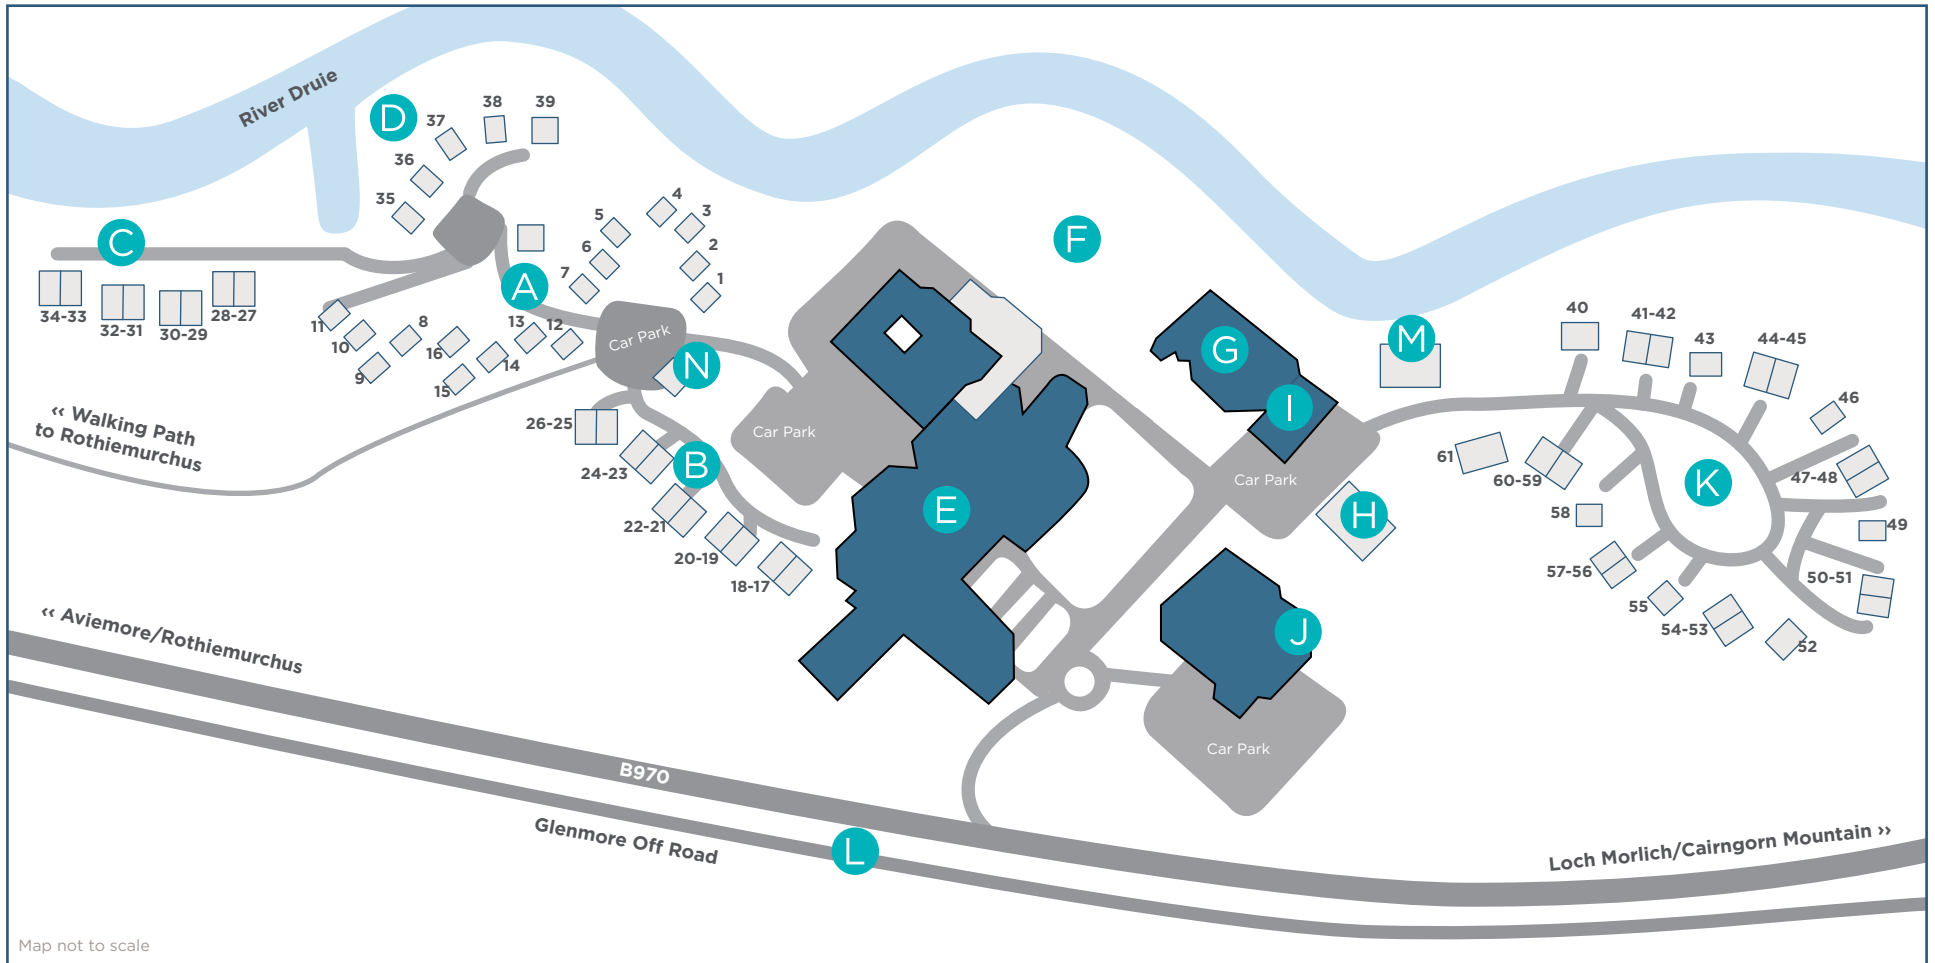 River Druie
D
37
38
39
36
35
C
34-33
32-31
30-29
28-27
A
5
4
3
6
2
7
1
11
10
9
8
16
15
14
13
12
Car Park
N
‹‹ Walking Path
to Rothiemurchus
26-25
24-23
B
22-21
20-19
18-17
Car Park
E
F
G
I
M
Car Park
H
J
Car Park
40
41-42
43
44-45
46
47-48
49
50-51
52
54-53
55
57-56
58
60-59
61
K
‹‹ Aviemore/Rothiemurchus
B970
Glenmore Off Road
L
Loch Morlich/Cairngorn Mountain ››
Map not to scale